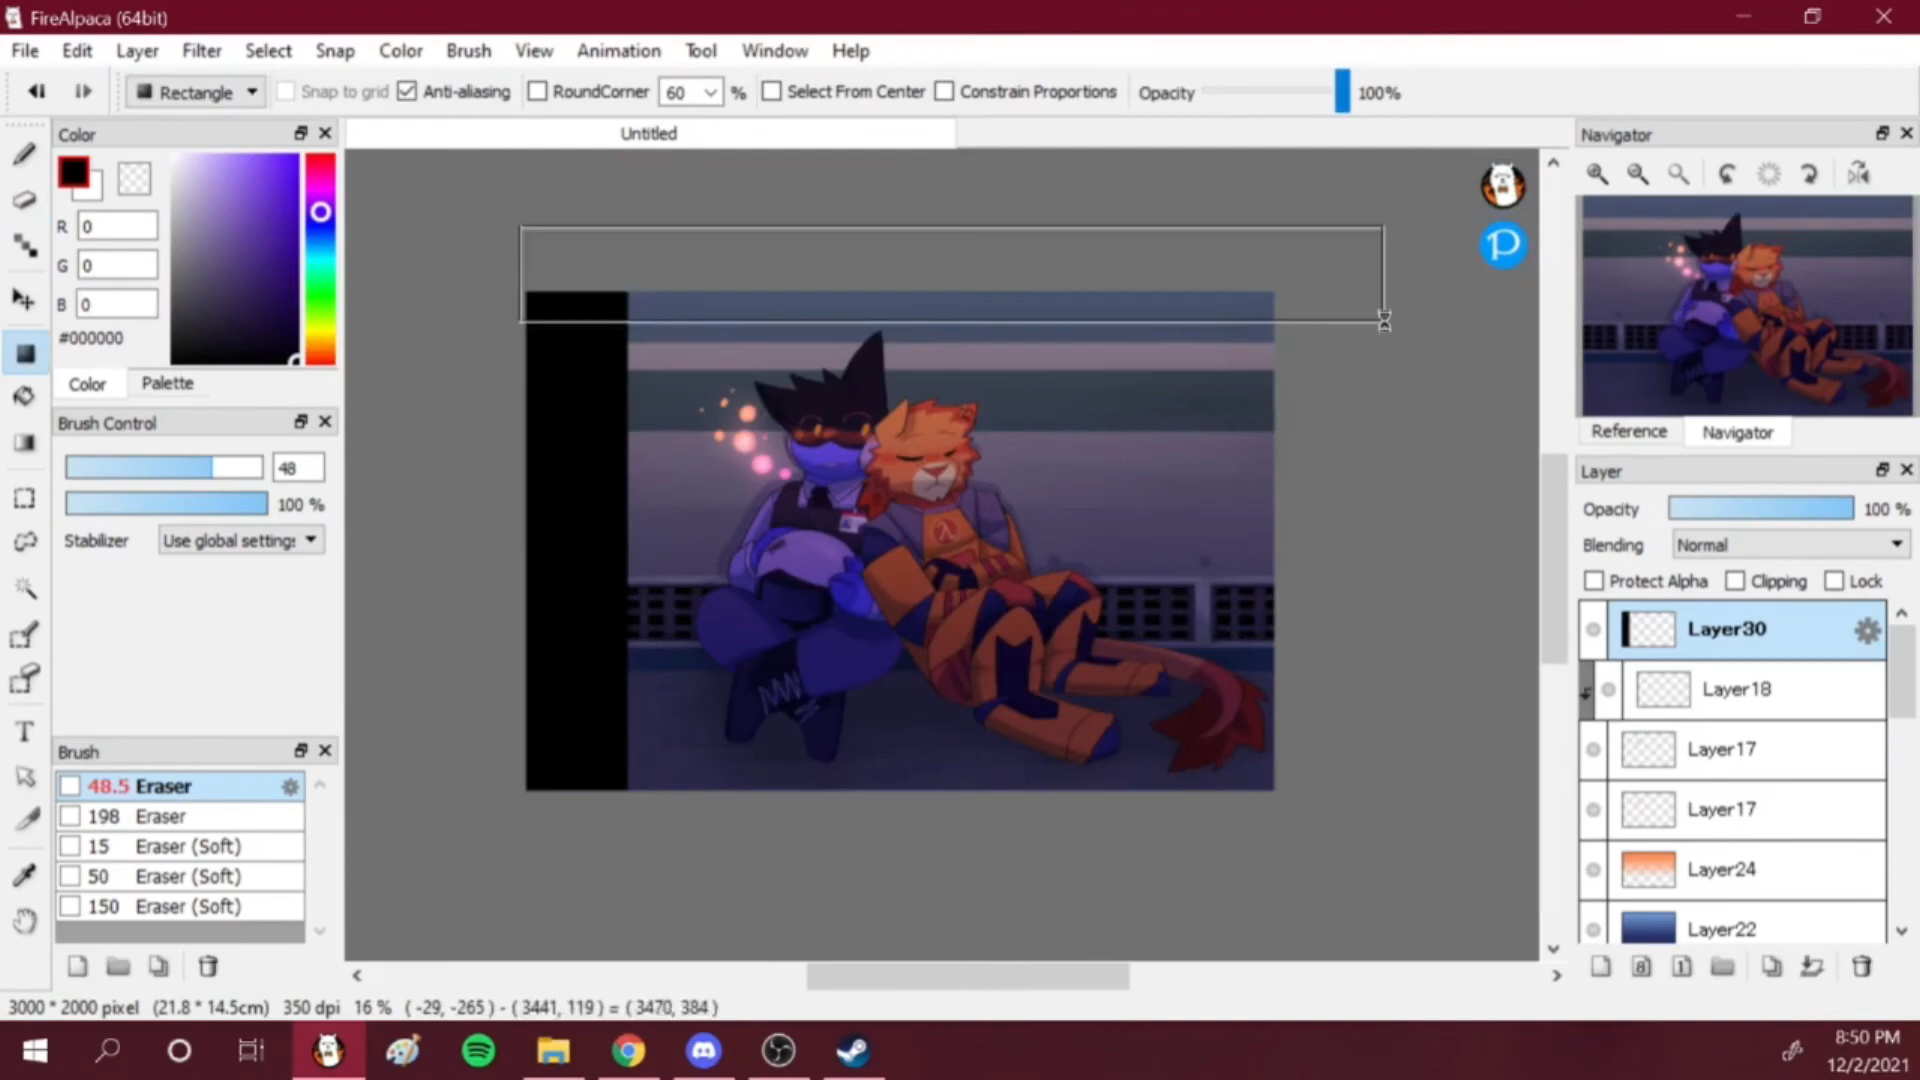 FireAlpaca (64bit)
File Edit Layer Filter Select Snap Color Brush View Animation Tool Window Help
Rectangle Snap to grid Anti-aliasing RoundCorner 60 % Select From Center Constrain Proportions Opacity 100%
Color
Untitled
Navigator
R 0
G 0
B 0
#000000
Color Palette
Brush Control
48
100 %
Stabilizer Use global settings
Brush
48.5 Eraser
198 Eraser
15 Eraser (Soft)
50 Eraser (Soft)
150 Eraser (Soft)
P
λ
Reference Navigator
Layer
Opacity 100 %
Blending Normal
Protect Alpha Clipping Lock
Layer30
Layer18
Layer17
Layer17
Layer24
Layer22
8 1
T
3000 * 2000 pixel (21.8 * 14.5cm) 350 dpi 16 % ( -29, -265 ) - ( 3441, 119 ) = ( 3470, 384 )
8:50 PM
12/2/2021